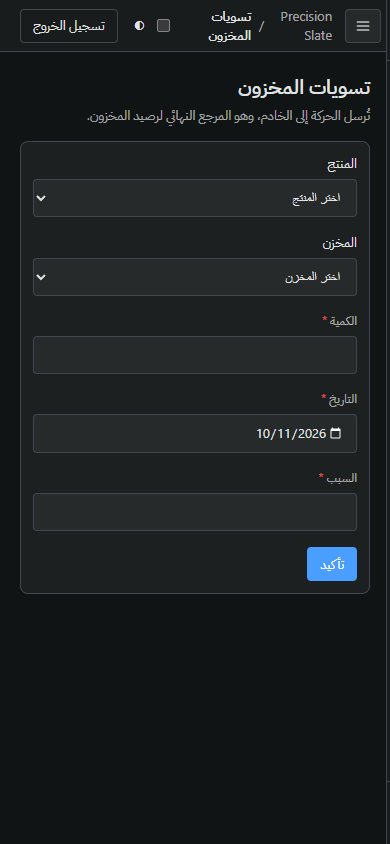 Precision
Slate
/
تسويات
المخزون
تسجيل الخروج
تسويات المخزون
تُرسل الحركة إلى الخادم، وهو المرجع النهائي لرصيد المخزون.
المنتج
اختر المنتج
المخزن
اختر المخزن
الكمية *
التاريخ *
10/11/2026
السبب *
تأكيد